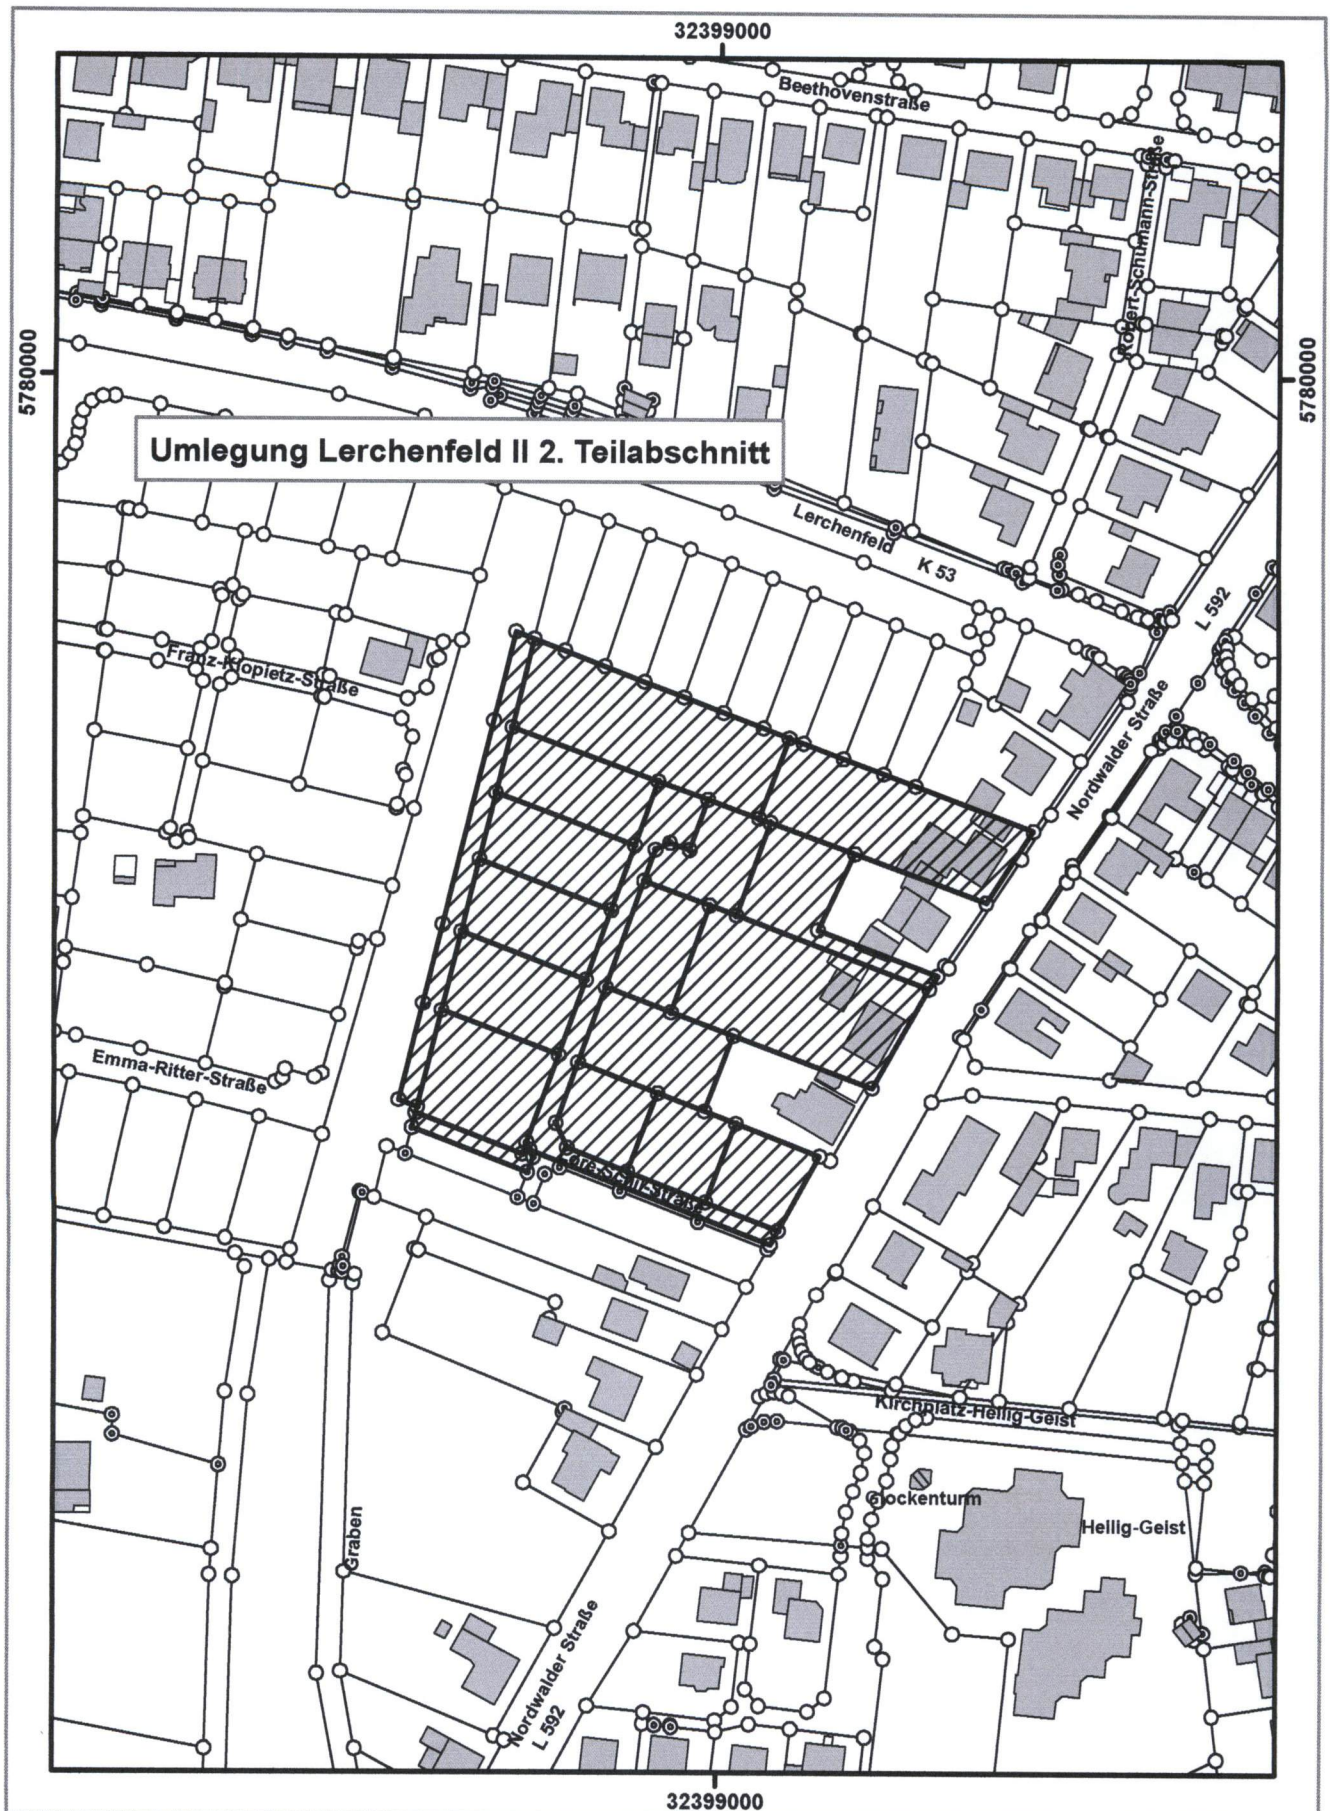 32399000
Beethovenstraße
Robert-Schumann-Straße
5780000
5780000
Umlegung Lerchenfeld II 2. Teilabschnitt
Lerchenfeld
K 53
L 592
Franz-Klopietz-Straße
Nordwalder Straße
Emma-Ritter-Straße
Kirchplatz-Heilig-Geist
Glockenturm
Heilig-Geist
Graben
Nordwalder Straße
L 592
32399000